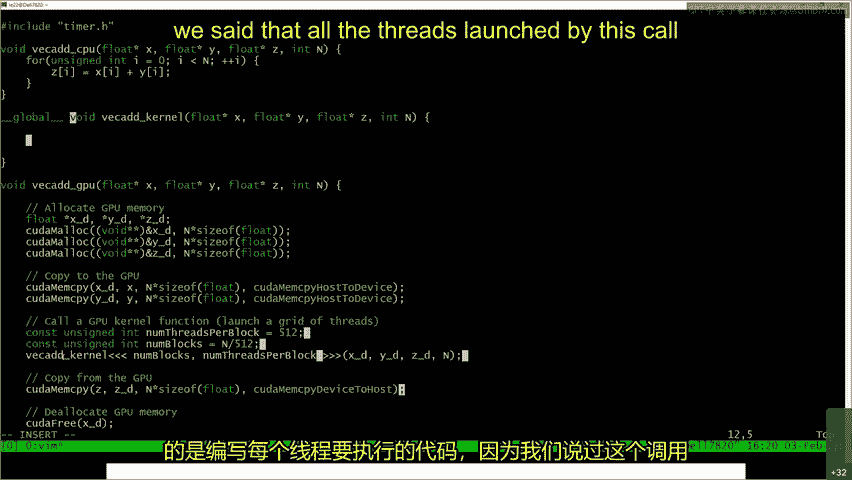 we said that all the threads launched by this call
#include "timer.h"
void vecadd_cpu(float* x, float* y, float* z, int N) {
    for(unsigned int i = 0; i < N; ++i) {
        z[i] = x[i] + y[i];
    }
}
__global__ void vecadd_kernel(float* x, float* y, float* z, int N) {
}
void vecadd_gpu(float* x, float* y, float* z, int N) {
    // Allocate GPU memory
    float *x_d, *y_d, *z_d;
    cudaMalloc((void**)&x_d, N*sizeof(float));
    cudaMalloc((void**)&y_d, N*sizeof(float));
    cudaMalloc((void**)&z_d, N*sizeof(float));
    // Copy to the GPU
    cudaMemcpy(x_d, x, N*sizeof(float), cudaMemcpyHostToDevice);
    cudaMemcpy(y_d, y, N*sizeof(float), cudaMemcpyHostToDevice);
    // Call a GPU kernel function (launch a grid of threads)
    const unsigned int numThreadsPerBlock = 512;
    const unsigned int numBlocks = N/512;
    vecadd_kernel<<< numBlocks, numThreadsPerBlock >>>(x_d, y_d, z_d, N);
    // Copy from the GPU
    cudaMemcpy(z, z_d, N*sizeof(float), cudaMemcpyDeviceToHost);
    // Deallocate GPU memory
    cudaFree(x_d);
-- INSERT -- 12,5
16:20 03-Feb
的是编写每个线程要执行的代码，因为我们说过这个调用
+32